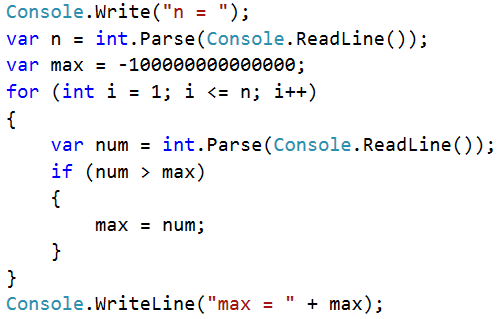 Console.Write("n = ");
var n = int.Parse(Console.ReadLine());
var max = -100000000000000;
for (int i = 1; i <= n; i++)
{
    var num = int.Parse(Console.ReadLine());
    if (num > max)
    {
        max = num;
    }
}
Console.WriteLine("max = " + max);